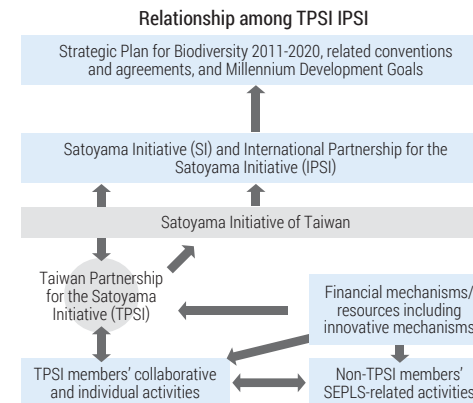 Relationship among TPSI IPSI
Strategic Plan for Biodiversity 2011-2020, related conventions
and agreements, and Millennium Development Goals
Satoyama Initiative (SI) and International Partnership for the
Satoyama Initiative (IPSI)
Satoyama Initiative of Taiwan
Taiwan Partnership
for the Satoyama
Initiative (TPSI)
Financial mechanisms/
resources including
innovative mechanisms
TPSI members’ collaborative
and individual activities
Non-TPSI members’
SEPLS-related activities